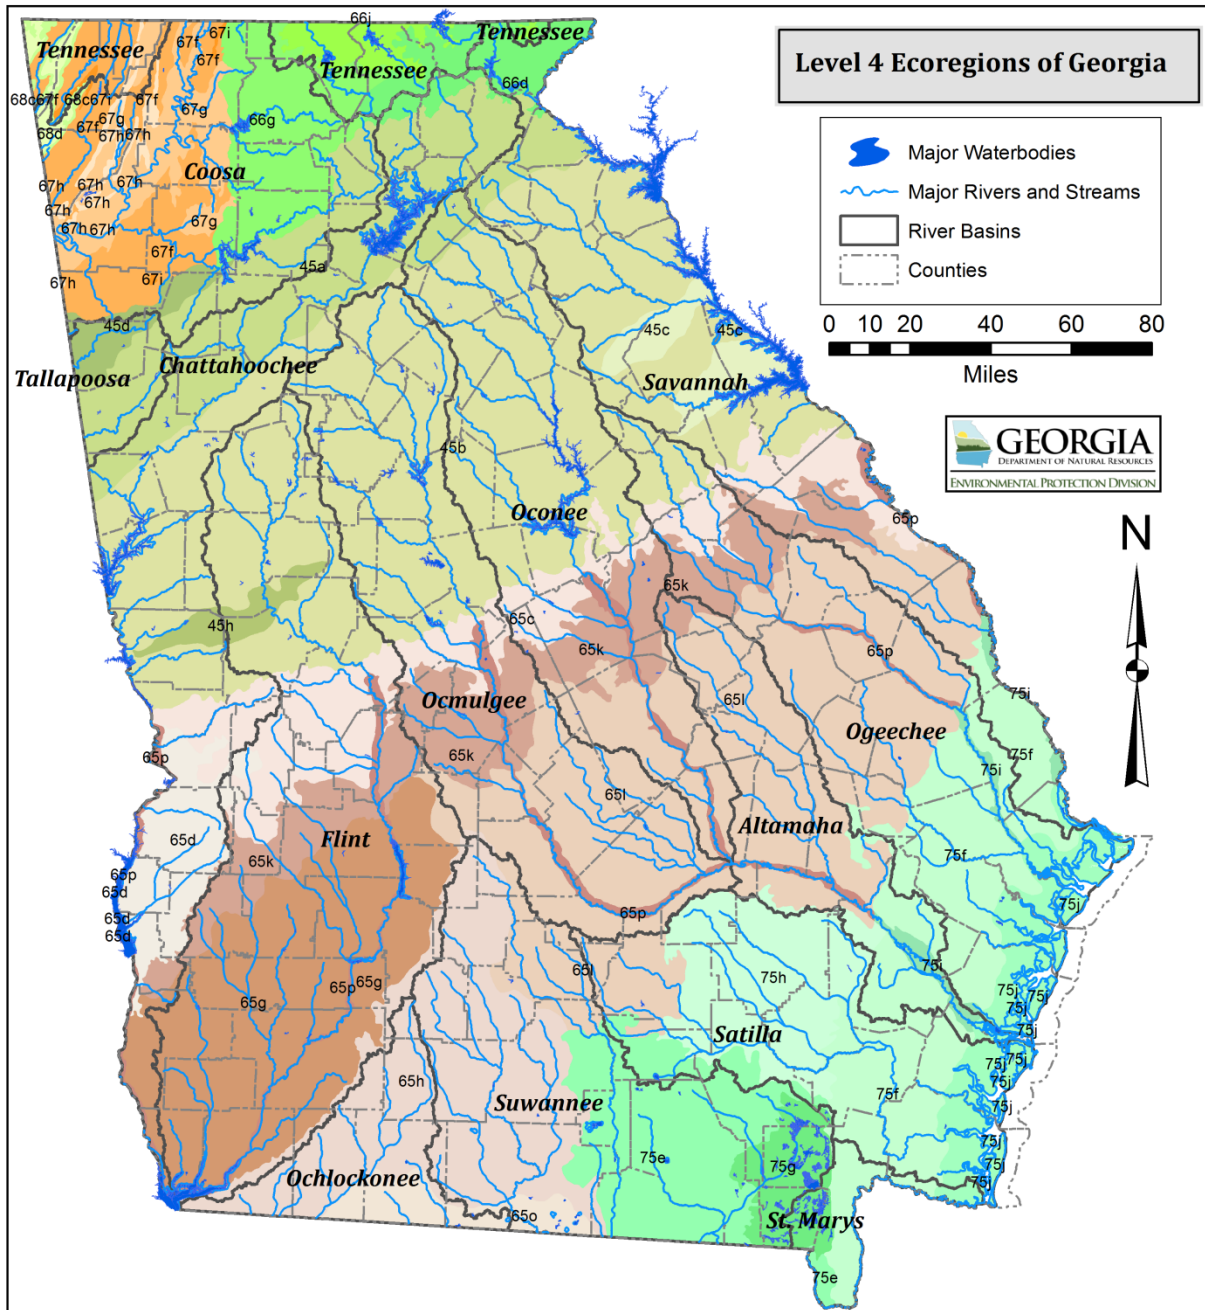 66j
Tennessee
Tennessee
67i
67f
67f
Tennessee
66d
68c
67f
68c
67f
67f
67g
67g
67f
67h
67h
66g
68d
Coosa
67h
67h
67h
67h
67h
67g
67h
67h
67f
67h
67i
45a
45d
Tallapoosa
Chattahoochee
45c
45c
Savannah
45b
Oconee
65p
65k
45h
65c
65k
65p
Ocmulgee
65l
75i
65p
65k
Ogeechee
75f
75i
65l
65d
65k
Flint
Altamaha
75f
65p
65d
65d
65d
65p
75j
65g
65p
65g
65l
75h
75i
75j
75j
75j
75j
Satilla
75j
75j
75j
65h
Suwannee
75f
75j
75j
75e
75g
75j
75j
Ochlockonee
65o
St. Marys
75e
Level 4 Ecoregions of Georgia
Major Waterbodies
Major Rivers and Streams
River Basins
Counties
0 10 20 40 60 80
Miles
GEORGIA
DEPARTMENT OF NATURAL RESOURCES
ENVIRONMENTAL PROTECTION DIVISION
N